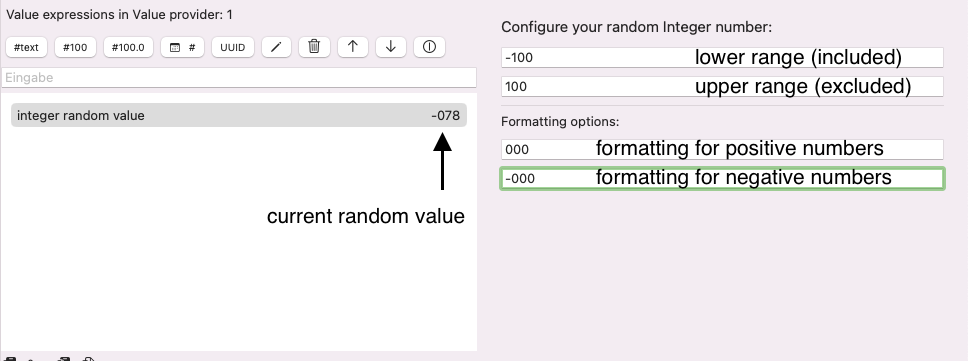 Value expressions in Value provider: 1
#text #100 #100.0 # UUID
Eingabe
integer random value -078
current random value
Configure your random Integer number:
-100 lower range (included)
100 upper range (excluded)
Formatting options:
000 formatting for positive numbers
-000 formatting for negative numbers